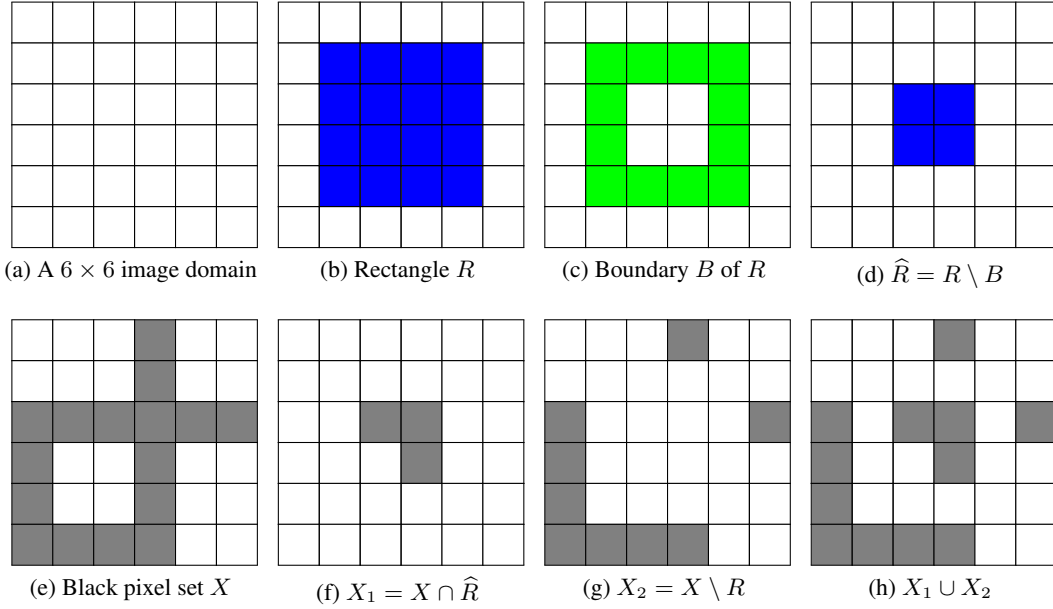 (a) A 6 × 6 image domain
(b) Rectangle R
(c) Boundary B of R
(d) R̂ = R \ B
(e) Black pixel set X
(f) X₁ = X ∩ R̂
(g) X₂ = X \ R
(h) X₁ ∪ X₂